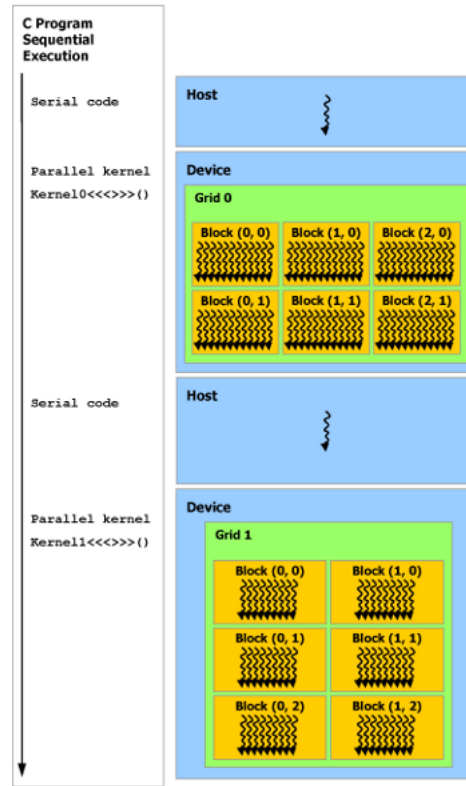 C Program
Sequential
Execution
Serial code
Host
Parallel kernel
Kernel0<<<>>>()
Device
Grid 0
Block (0, 0) Block (1, 0) Block (2, 0)
Block (0, 1) Block (1, 1) Block (2, 1)
Serial code
Host
Parallel kernel
Kernel1<<<>>>()
Device
Grid 1
Block (0, 0) Block (1, 0)
Block (0, 1) Block (1, 1)
Block (0, 2) Block (1, 2)